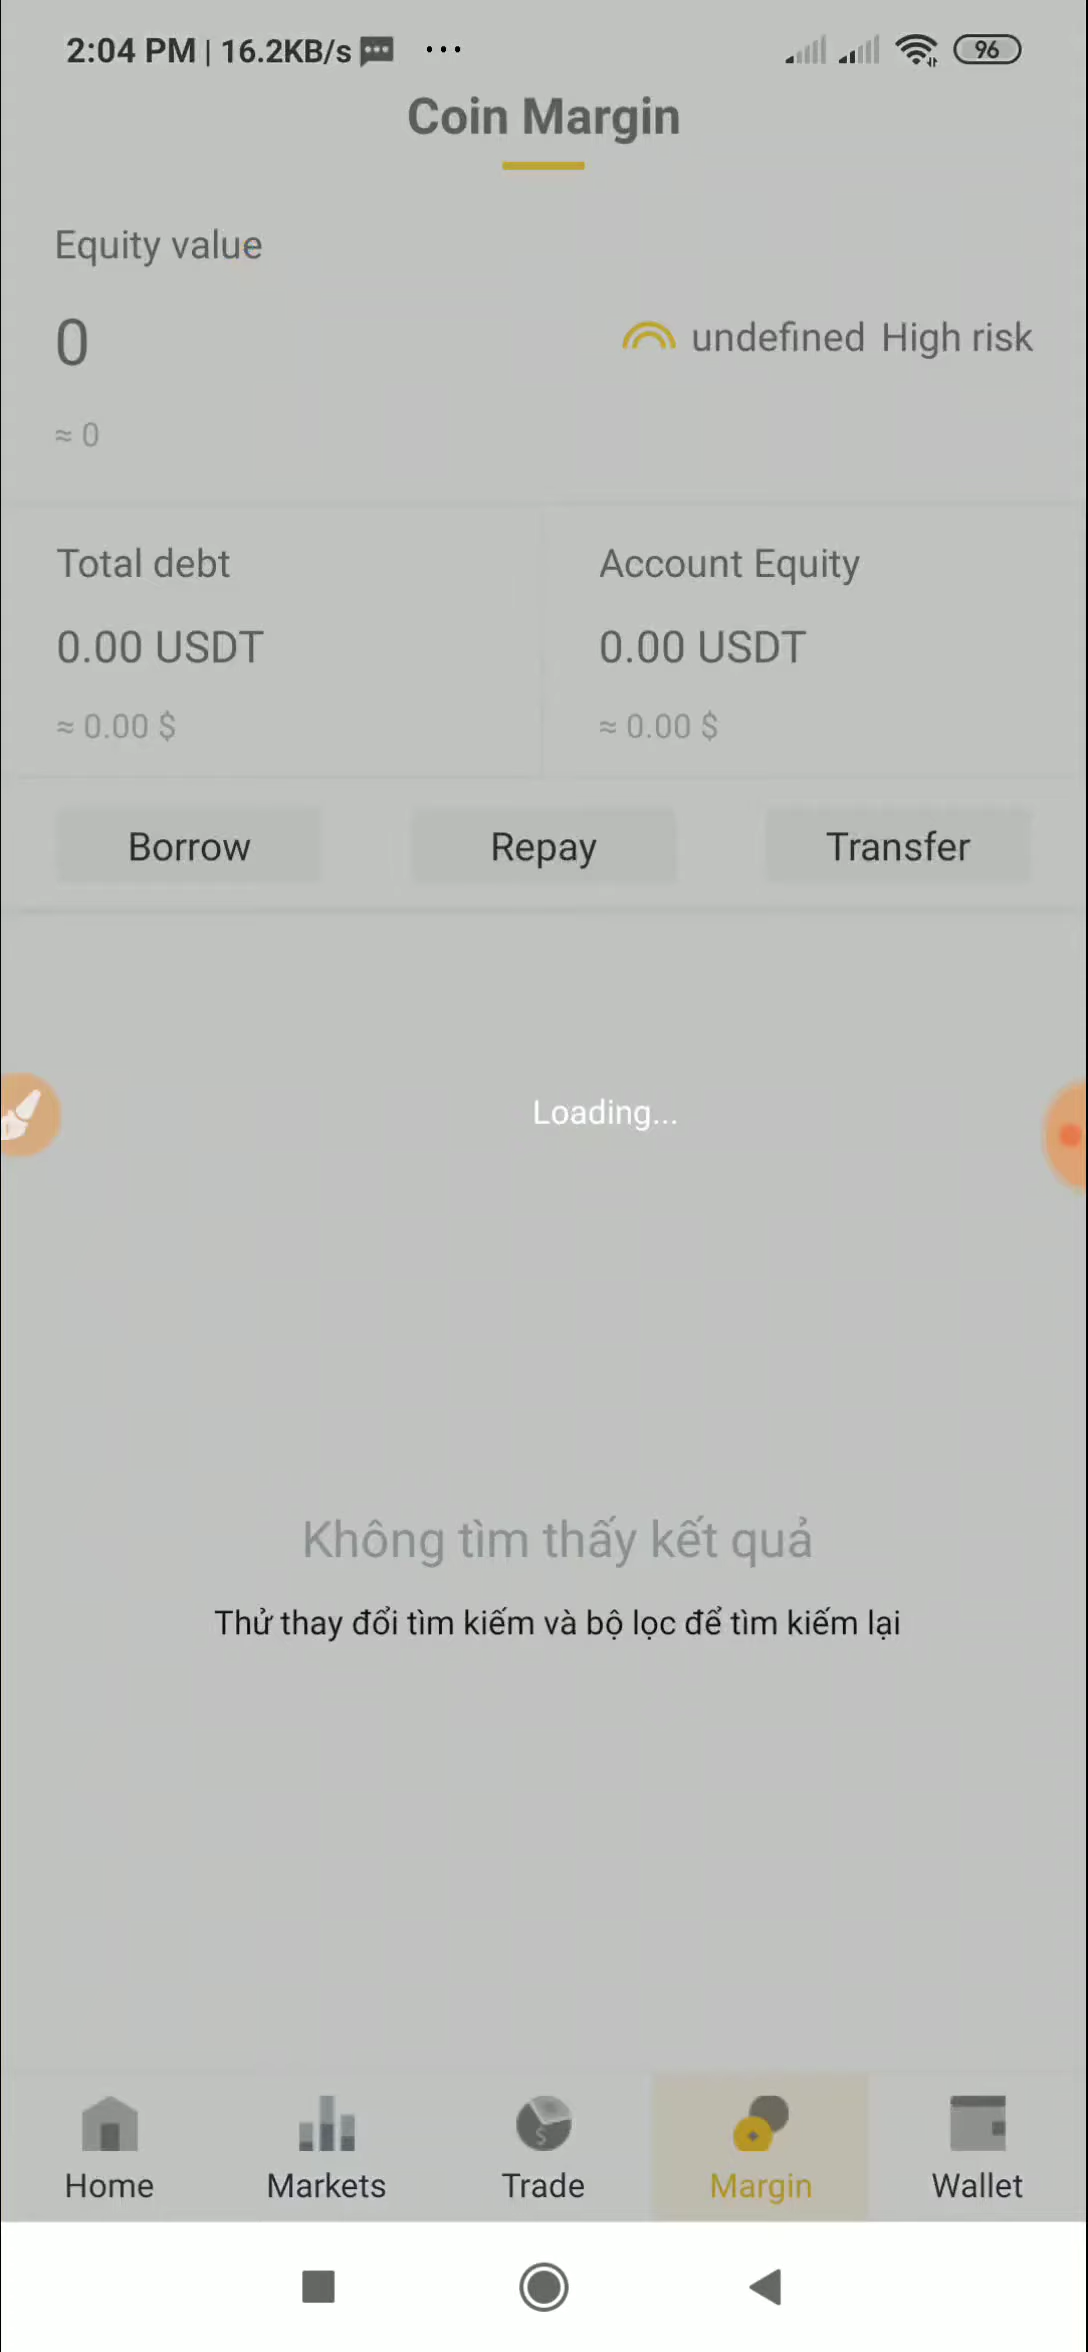 2:04 PM | 16.2KB/s ...
96
Coin Margin
Equity value
0
undefined High risk
≈ 0
Total debt
Account Equity
0.00 USDT
0.00 USDT
≈ 0.00 $
≈ 0.00 $
Borrow
Repay
Transfer
Loading...
Không tìm thấy kết quả
Thử thay đổi tìm kiếm và bộ lọc để tìm kiếm lại
Home
Markets
Trade
Margin
Wallet